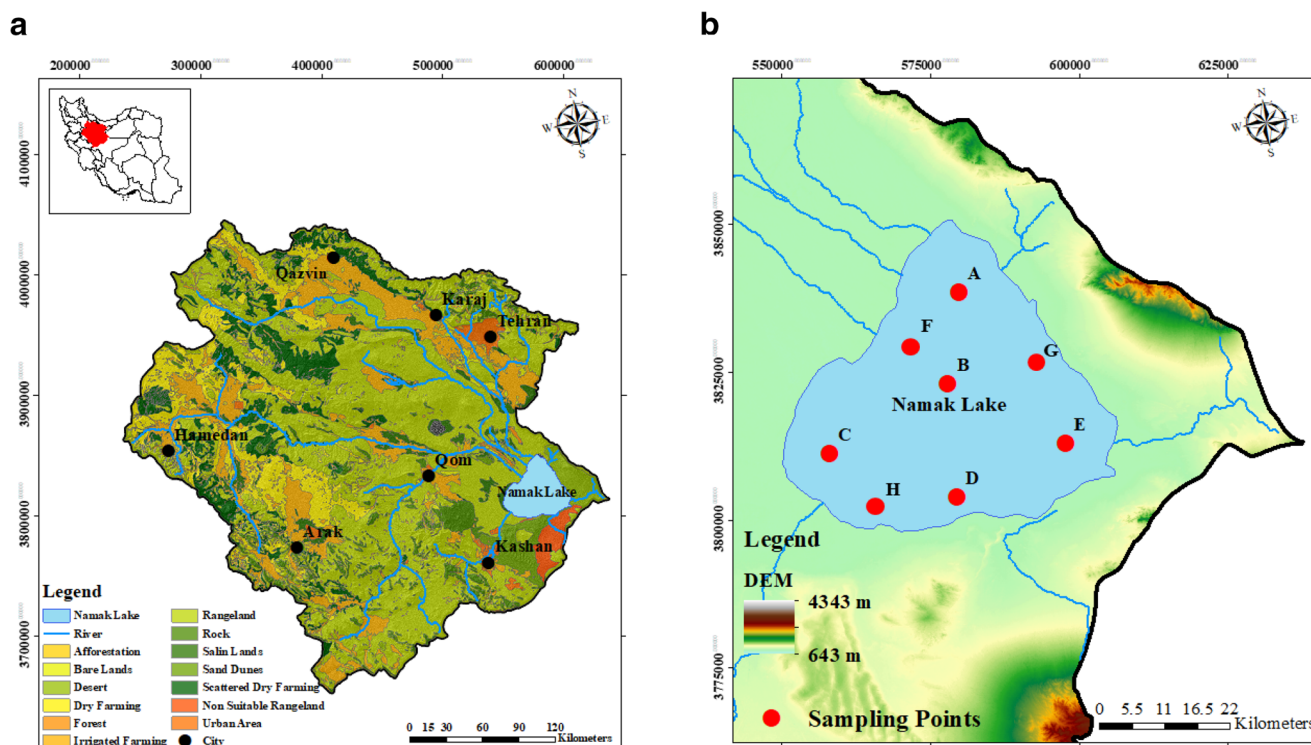 a
200000 300000 400000 500000 600000
N
W E
S
4100000
4000000
3900000
3800000
3700000
Qazvin
Karaj
Tehran
Hamedan
Qom
Namak Lake
Arak
Kashan
Legend
Namak Lake
River
Afforestation
Bare Lands
Desert
Dry Farming
Forest
Irrigated Farming
Rangeland
Rock
Salin Lands
Sand Dunes
Scattered Dry Farming
Non Suitable Rangeland
Urban Area
City
0 15 30 60 90 120
Kilometers
b
550000 575000 600000 625000
N
W E
S
3850000
3825000
3800000
3775000
A
F
B
G
Namak Lake
C
E
D
H
Legend
DEM
4343 m
643 m
Sampling Points
0 5.5 11 16.5 22
Kilometers